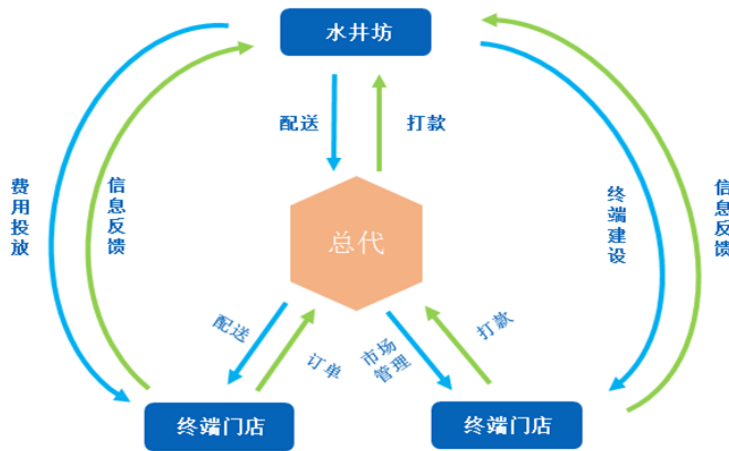 水井坊
配送
打款
费用投放
信息反馈
总代
终端建设
信息反馈
配送
订单
市场
管理
打款
终端门店
终端门店